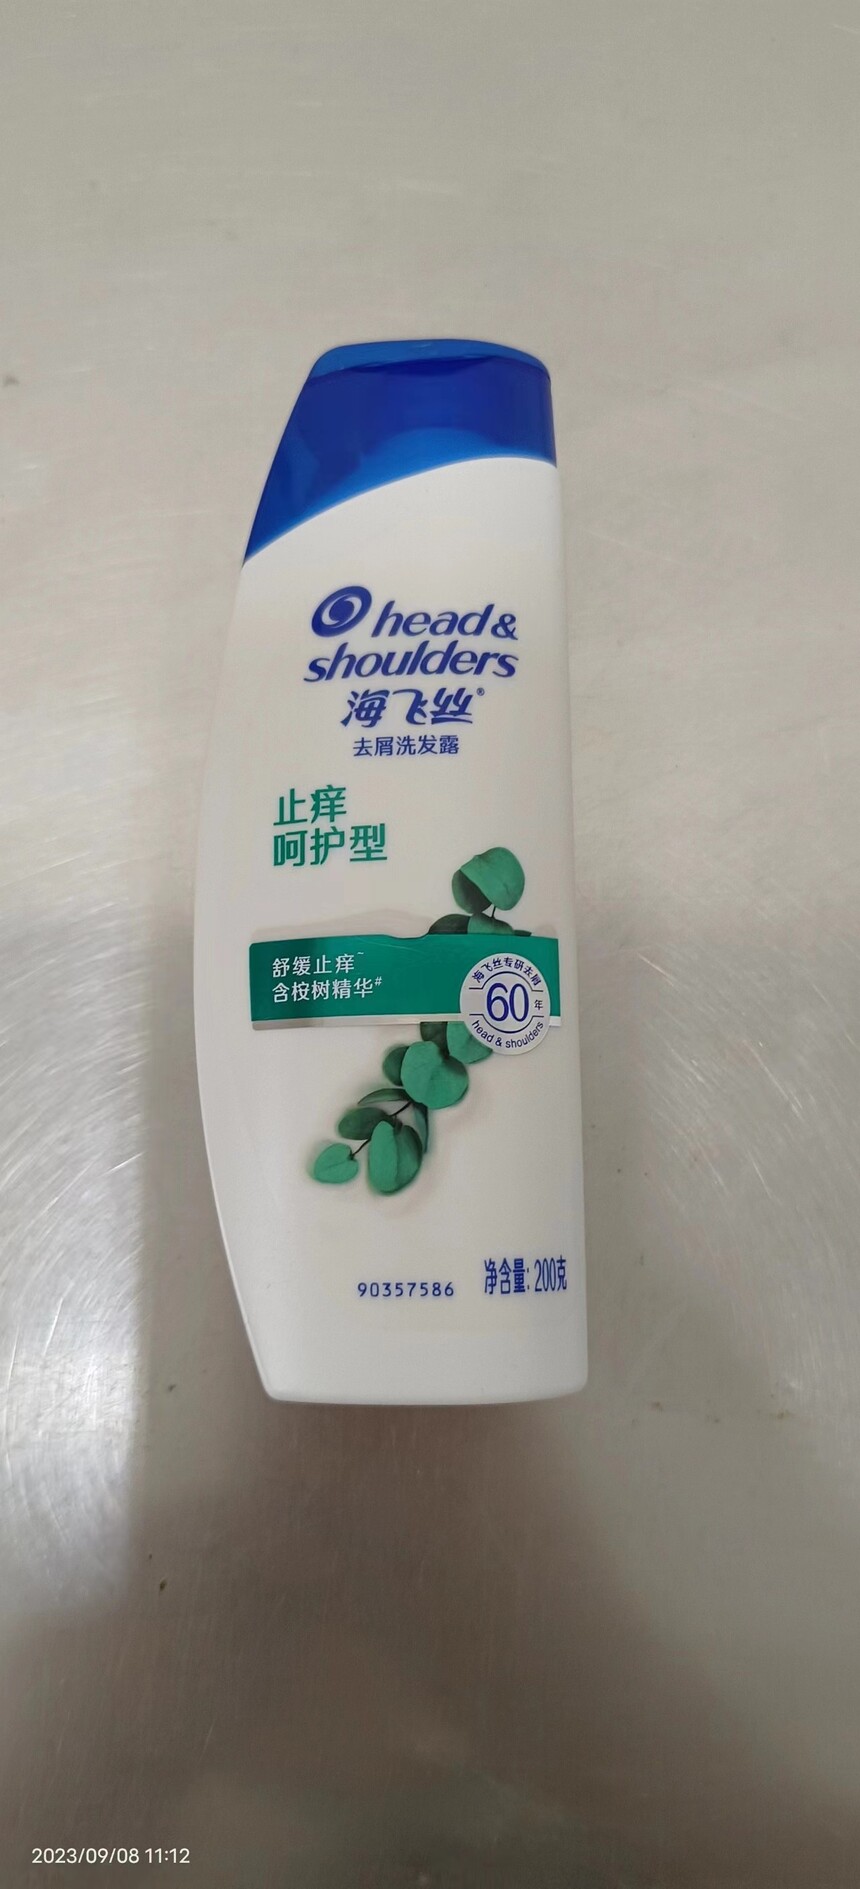 head &
shoulders
海飞丝®
去屑洗发露
止痒
呵护型
舒缓止痒~
含桉树精华#
海飞丝专研去屑
60年
head & shoulders
90357586
净含量:200克
2023/09/08 11:12